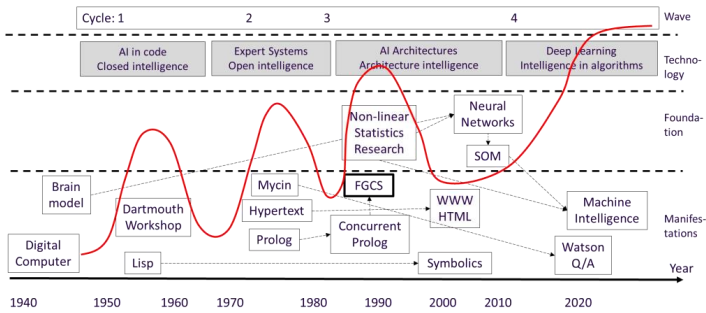 Cycle: 1
2
3
4
Wave
AI in code
Closed intelligence
Expert Systems
Open intelligence
AI Architectures
Architecture intelligence
Deep Learning
Intelligence in algorithms
Techno-
logy
Non-linear
Statistics
Research
Neural
Networks
SOM
Founda-
tion
Brain
model
Dartmouth
Workshop
Mycin
Hypertext
Prolog
FGCS
Concurrent
Prolog
WWW
HTML
Machine
Intelligence
Manifes-
tations
Digital
Computer
Lisp
Symbolics
Watson
Q/A
Year
1940
1950
1960
1970
1980
1990
2000
2010
2020